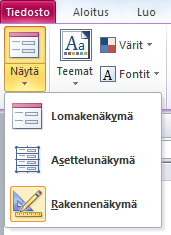 Tiedosto Aloitus Luo
Näytä Teemat Värit
Fontit
Lomakenäkymä
Asettelunäkymä
Rakennenäkymä